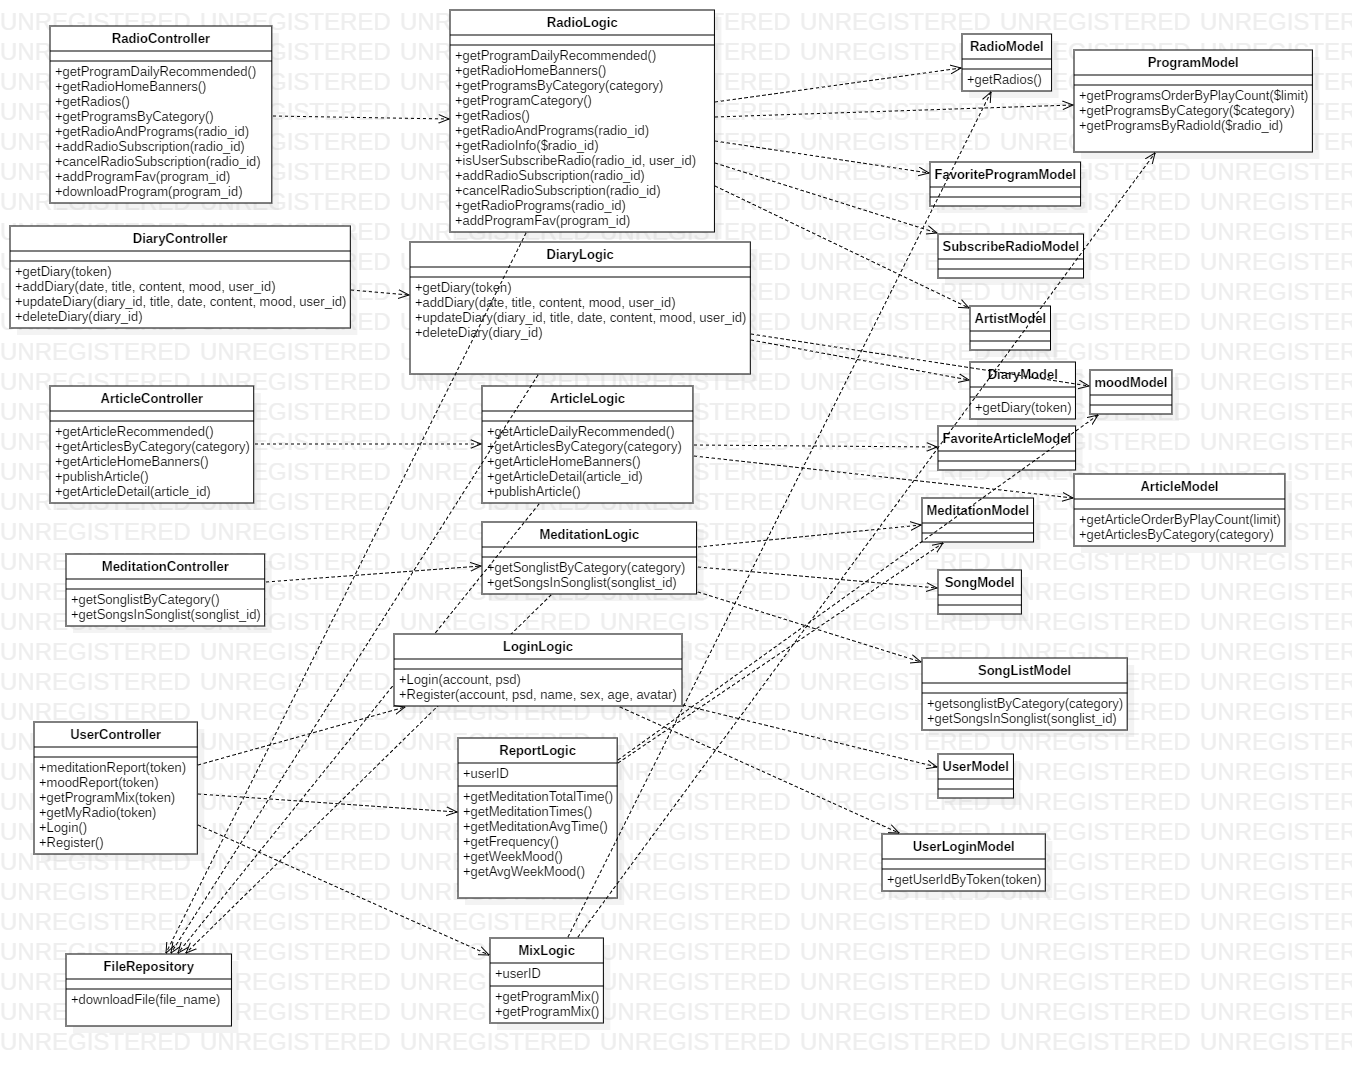 RadioController
+getProgramDailyRecommended()
+getRadioHomeBanners()
+getRadios()
+getProgramsByCategory()
+getRadioAndPrograms(radio_id)
+addRadioSubscription(radio_id)
+cancelRadioSubscription(radio_id)
+addProgramFav(program_id)
+downloadProgram(program_id)
RadioLogic
+getProgramDailyRecommended()
+getRadioHomeBanners()
+getProgramsByCategory(category)
+getProgramCategory()
+getRadios()
+getRadioAndPrograms(radio_id)
+getRadioInfo($radio_id)
+isUserSubscribeRadio(radio_id, user_id)
+addRadioSubscription(radio_id)
+cancelRadioSubscription(radio_id)
+getRadioPrograms(radio_id)
+addProgramFav(program_id)
RadioModel
+getRadios()
ProgramModel
+getProgramsOrderByPlayCount($limit)
+getProgramsByCategory($category)
+getProgramsByRadioId($radio_id)
FavoriteProgramModel
SubscribeRadioModel
ArtistModel
DiaryController
+getDiary(token)
+addDiary(date, title, content, mood, user_id)
+updateDiary(diary_id, title, date, content, mood, user_id)
+deleteDiary(diary_id)
DiaryLogic
+getDiary(token)
+addDiary(date, title, content, mood, user_id)
+updateDiary(diary_id, title, date, content, mood, user_id)
+deleteDiary(diary_id)
DiaryModel
+getDiary(token)
moodModel
ArticleController
+getArticleRecommended()
+getArticlesByCategory(category)
+getArticleHomeBanners()
+publishArticle()
+getArticleDetail(article_id)
ArticleLogic
+getArticleDailyRecommended()
+getArticlesByCategory(category)
+getArticleHomeBanners()
+getArticleDetail(article_id)
+publishArticle()
FavoriteArticleModel
ArticleModel
+getArticleOrderByPlayCount(limit)
+getArticlesByCategory(category)
MeditationController
+getSonglistByCategory()
+getSongsInSonglist(songlist_id)
MeditationLogic
+getSonglistByCategory(category)
+getSongsInSonglist(songlist_id)
MeditationModel
SongModel
SongListModel
+getsonglistByCategory(category)
+getSongsInSonglist(songlist_id)
LoginLogic
+Login(account, psd)
+Register(account, psd, name, sex, age, avatar)
UserController
+meditationReport(token)
+moodReport(token)
+getProgramMix(token)
+getMyRadio(token)
+Login()
+Register()
ReportLogic
+userID
+getMeditationTotalTime()
+getMeditationTimes()
+getMeditationAvgTime()
+getFrequency()
+getWeekMood()
+getAvgWeekMood()
UserModel
UserLoginModel
+getUserIdByToken(token)
FileRepository
+downloadFile(file_name)
MixLogic
+userID
+getProgramMix()
+getProgramMix()
UNREGISTERED